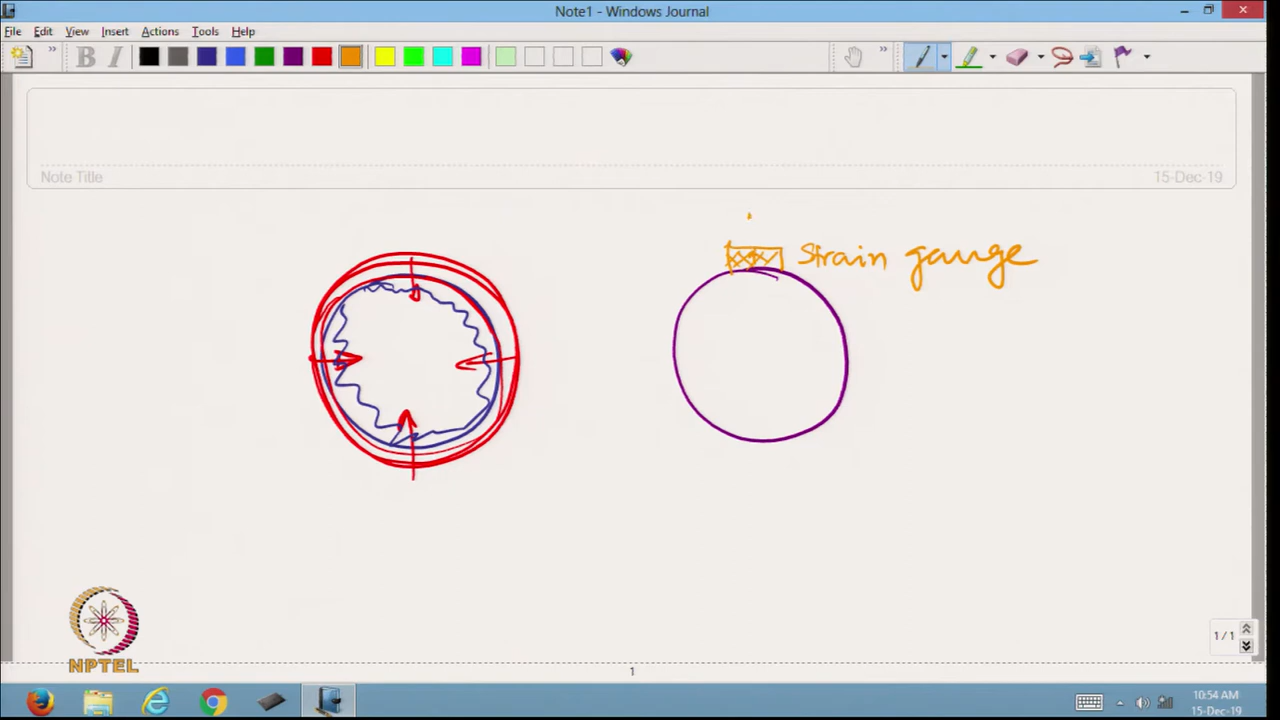 Note1 - Windows Journal
File Edit View Insert Actions Tools Help
B I
Note Title
15-Dec-19
Strain gauge
1 / 1
NPTEL
1
10:54 AM
15-Dec-19